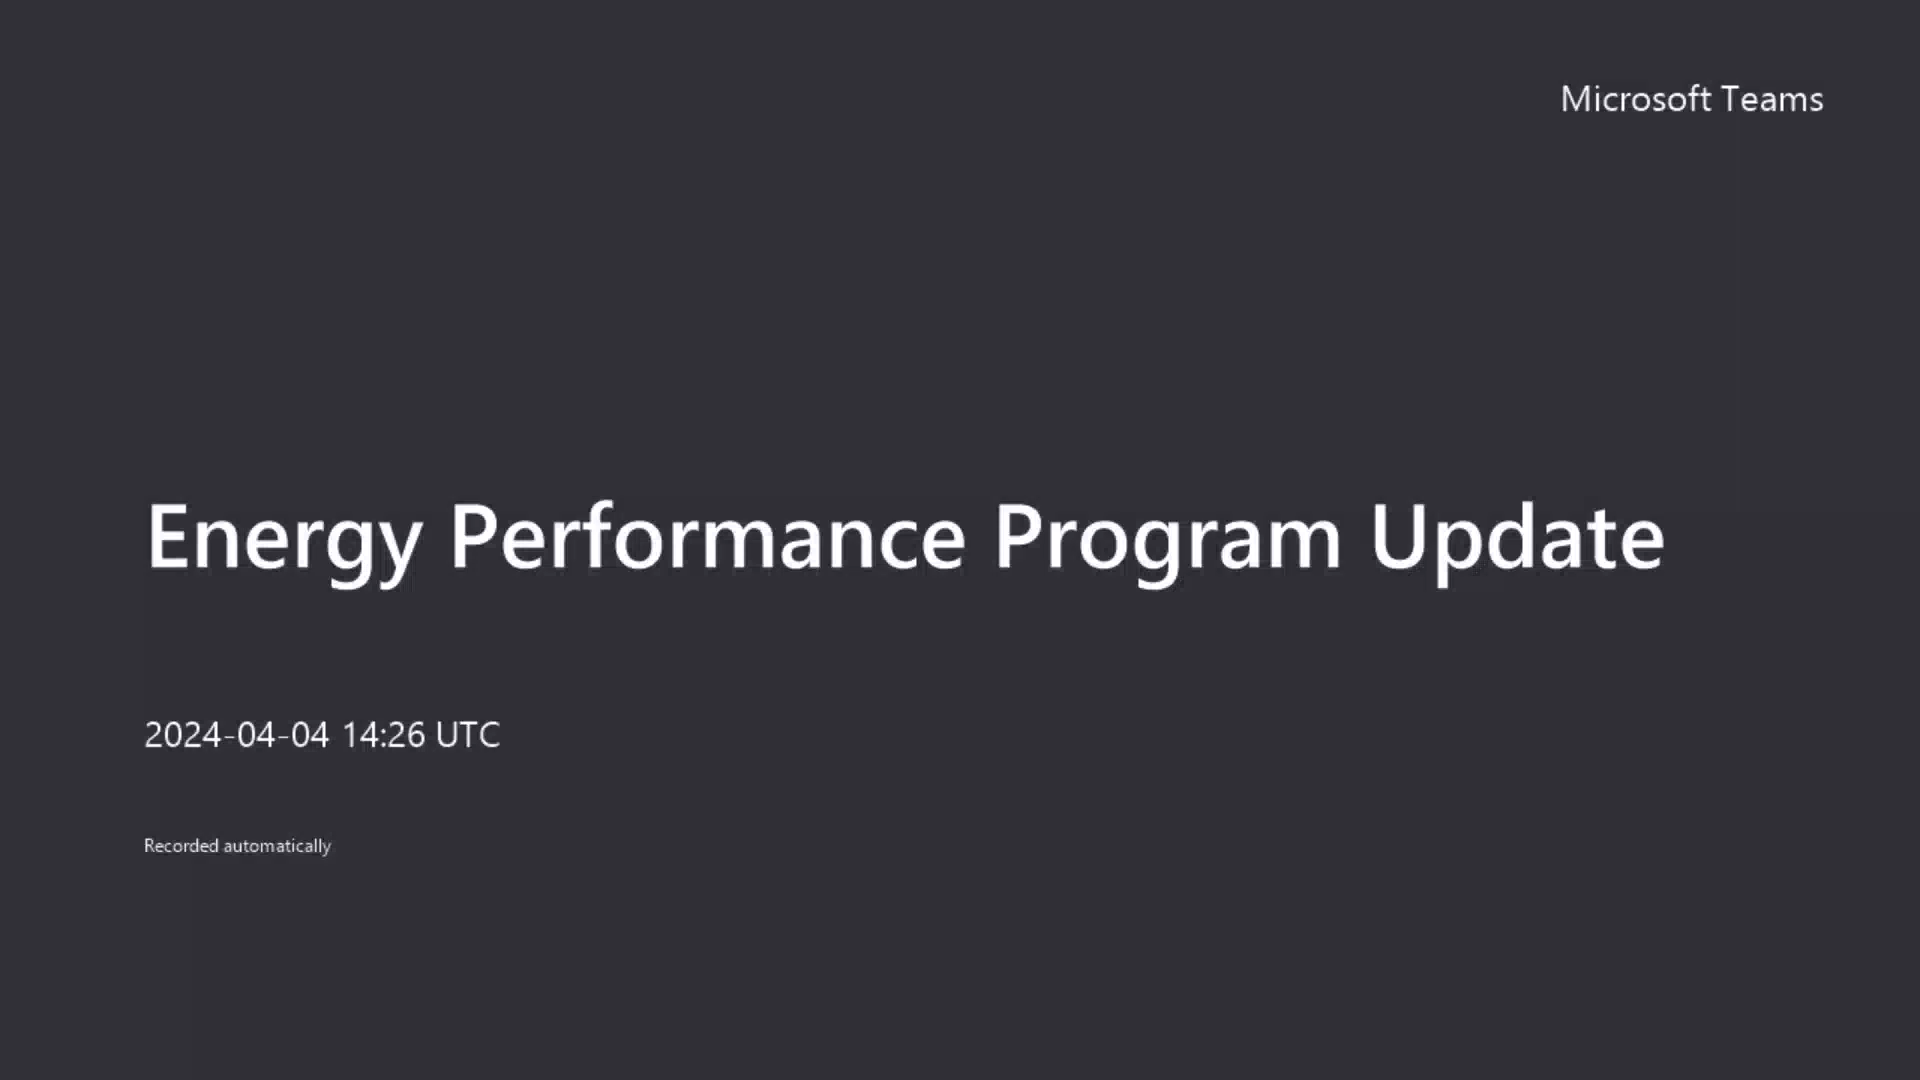 Microsoft Teams
Energy Performance Program Update
2024-04-04 14:26 UTC
Recorded automatically